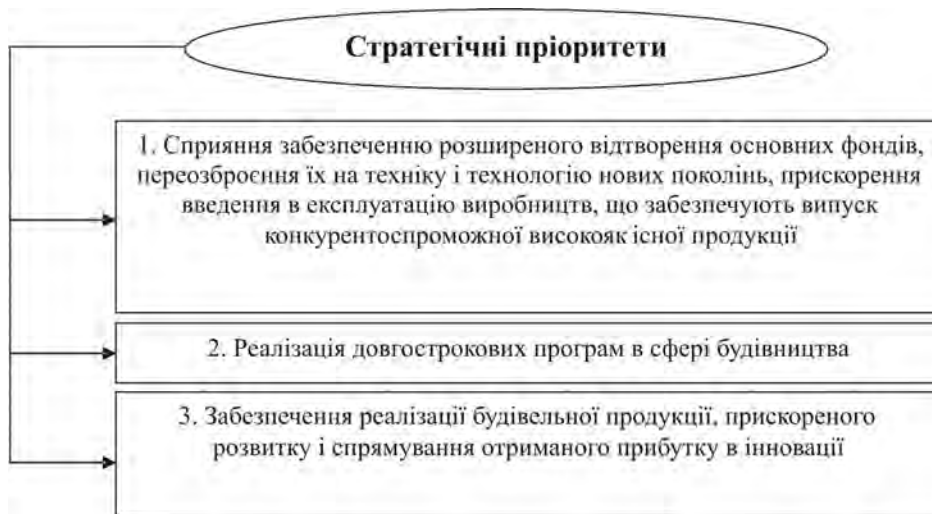 Стратегічні пріоритети
1. Сприяння забезпеченню розширеного відтворення основних фондів,
переозброєння їх на техніку і технологію нових поколінь, прискорення
введення в експлуатацію виробництв, що забезпечують випуск
конкурентоспроможної високояк існої продукції
2. Реалізація довгострокових програм в сфері будівництва
3. Забезпечення реалізації будівельної продукції, прискореного
розвитку і спрямування отриманого прибутку в інновації